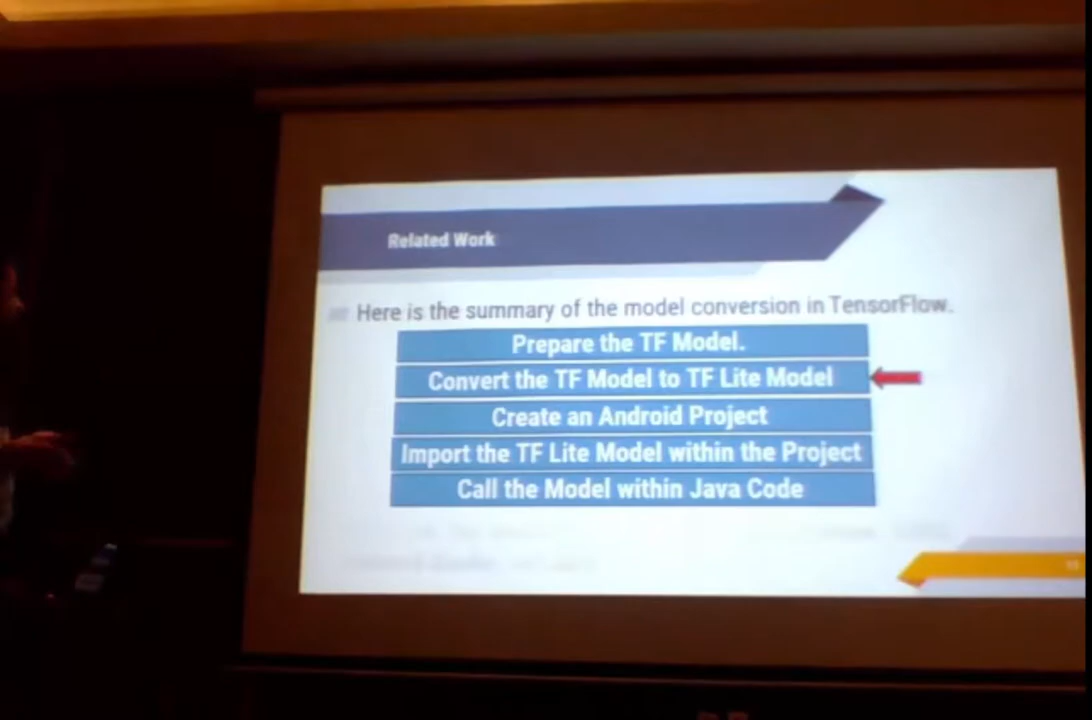 Related Work
Here is the summary of the model conversion in TensorFlow.
Prepare the TF Model.
Convert the TF Model to TF Lite Model
Create an Android Project
Import the TF Lite Model within the Project
Call the Model within Java Code